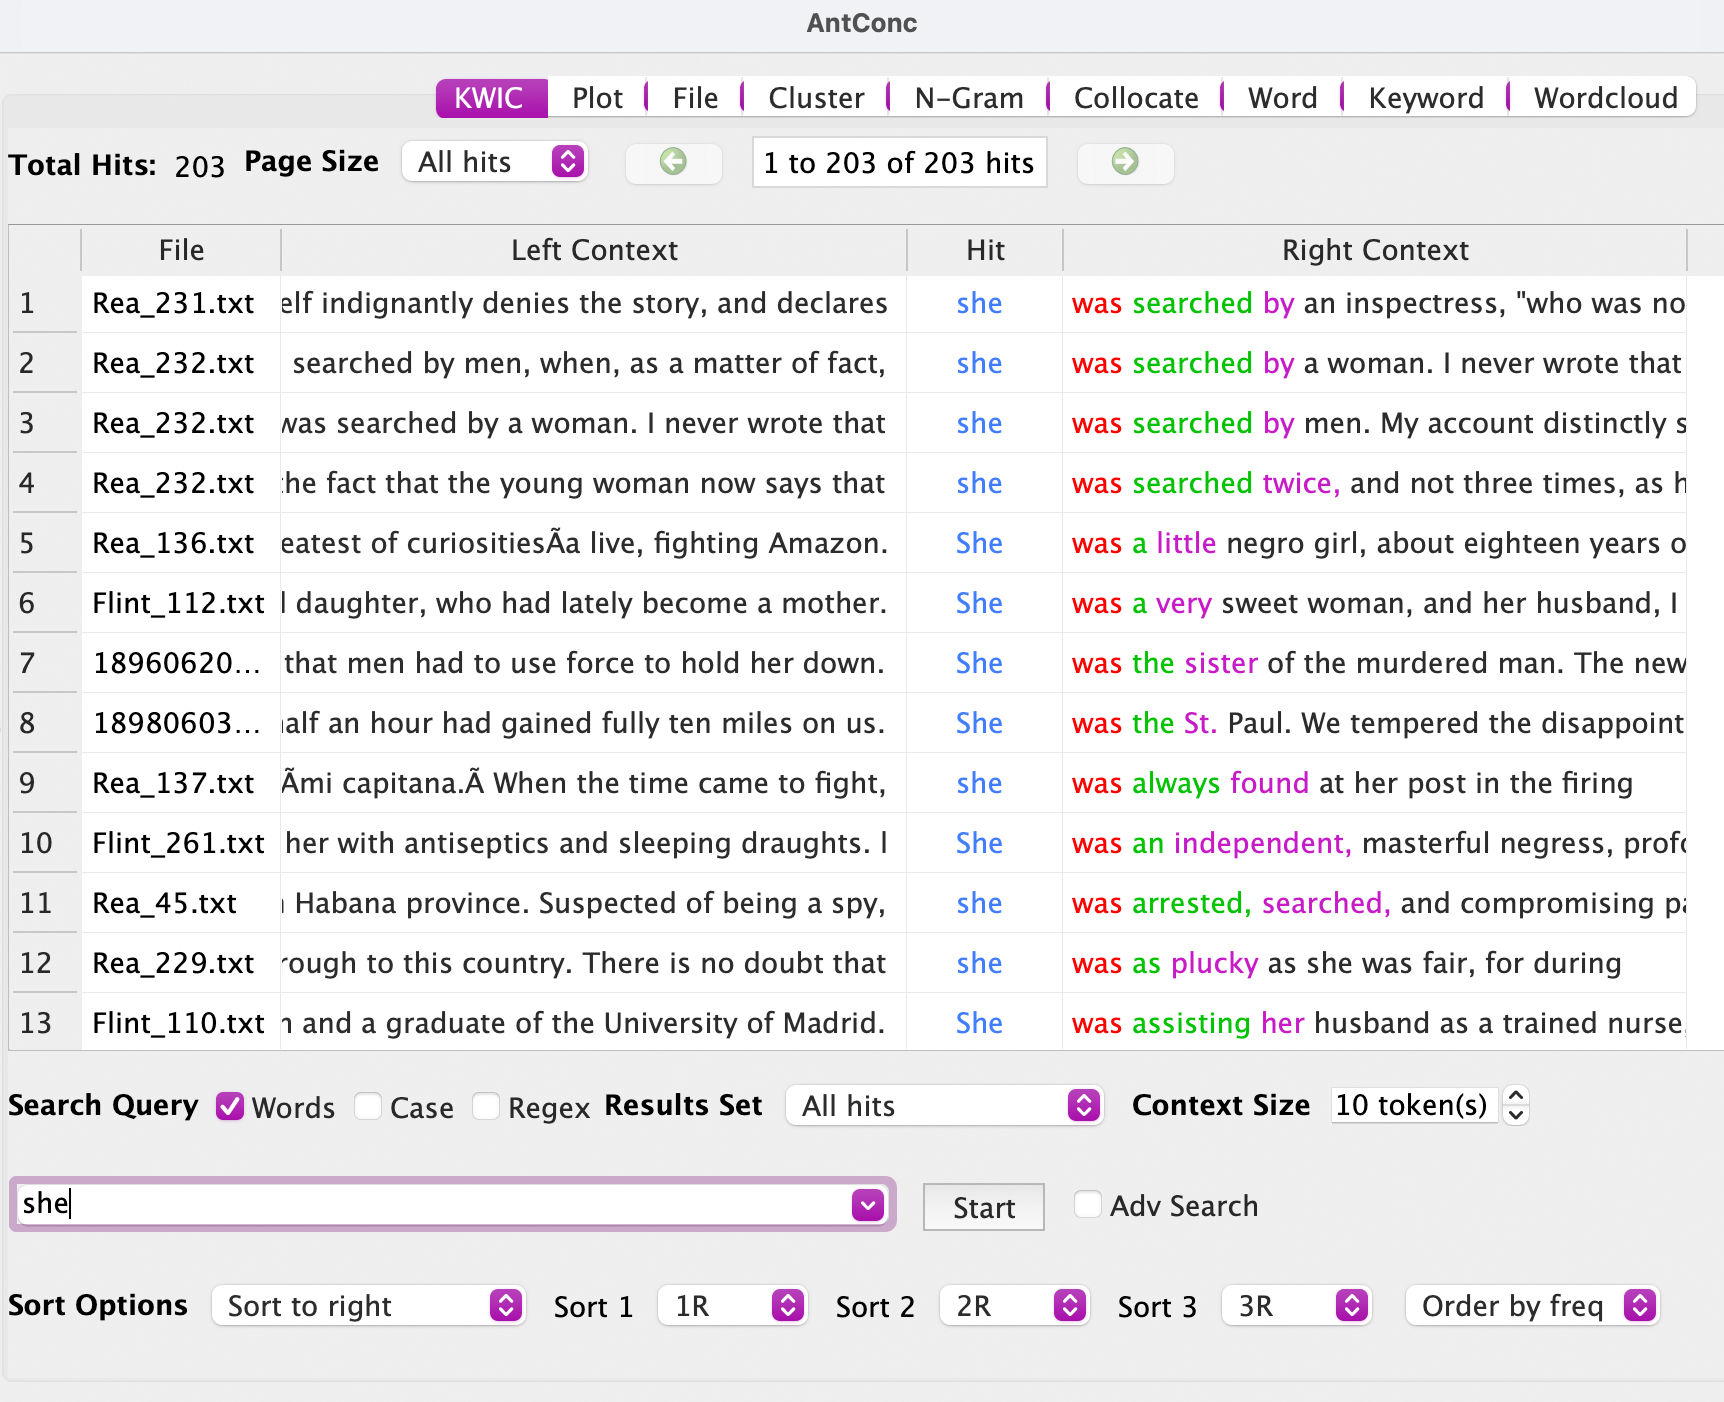 AntConc
KWIC Plot File Cluster N-Gram Collocate Word Keyword Wordcloud
Total Hits: 203 Page Size All hits 1 to 203 of 203 hits
File Left Context Hit Right Context
1 Rea_231.txt elf indignantly denies the story, and declares she was searched by an inspectress, "who was no
2 Rea_232.txt searched by men, when, as a matter of fact, she was searched by a woman. I never wrote that
3 Rea_232.txt was searched by a woman. I never wrote that she was searched by men. My account distinctly s
4 Rea_232.txt the fact that the young woman now says that she was searched twice, and not three times, as h
5 Rea_136.txt eatest of curiositiesÃa live, fighting Amazon. She was a little negro girl, about eighteen years o
6 Flint_112.txt l daughter, who had lately become a mother. She was a very sweet woman, and her husband, I
7 18960620... that men had to use force to hold her down. She was the sister of the murdered man. The new
8 18980603... half an hour had gained fully ten miles on us. She was the St. Paul. We tempered the disappoint
9 Rea_137.txt Ãmi capitana.Ã When the time came to fight, she was always found at her post in the firing
10 Flint_261.txt her with antiseptics and sleeping draughts. I She was an independent, masterful negress, profo
11 Rea_45.txt n Habana province. Suspected of being a spy, she was arrested, searched, and compromising pa
12 Rea_229.txt rough to this country. There is no doubt that she was as plucky as she was fair, for during
13 Flint_110.txt n and a graduate of the University of Madrid. She was assisting her husband as a trained nurse,
Search Query Words Case Regex Results Set All hits Context Size 10 token(s)
she Start Adv Search
Sort Options Sort to right Sort 1 1R Sort 2 2R Sort 3 3R Order by freq